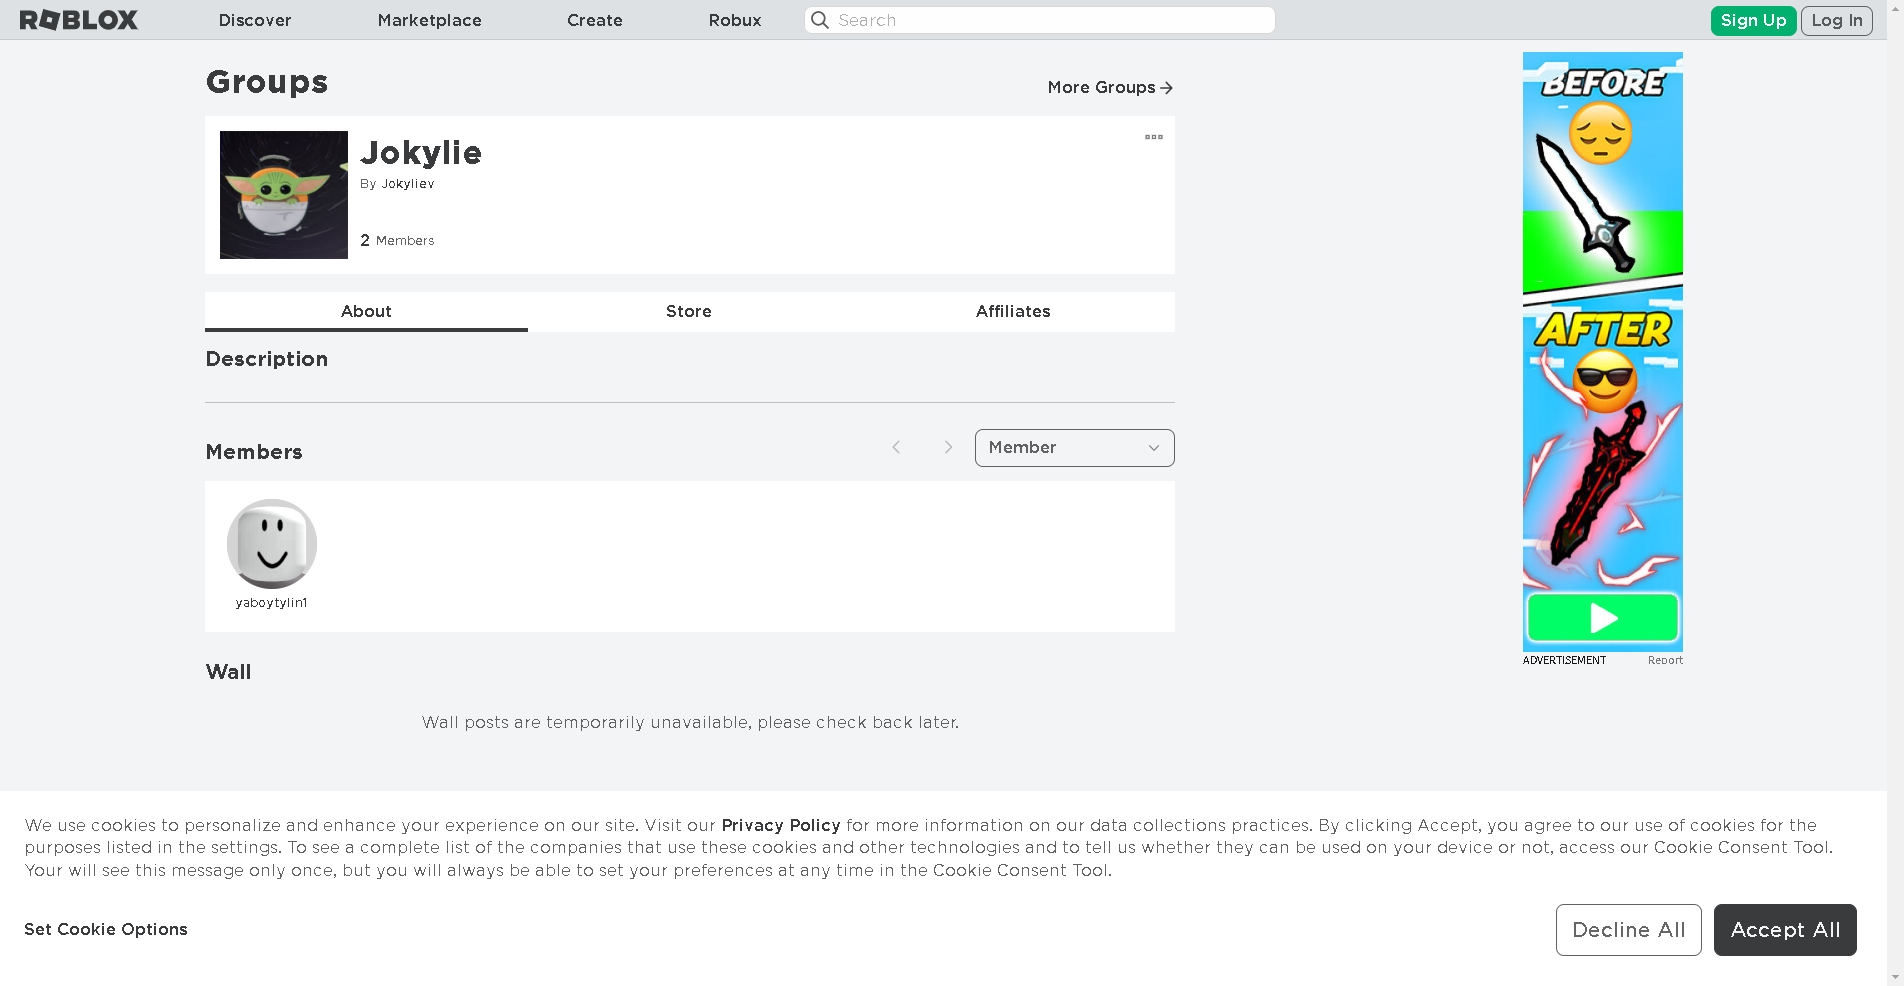 ROBLOX
Discover
Marketplace
Create
Robux
Search
Sign Up
Log In
Groups
More Groups
Jokylie
By Jokyliev
2 Members
About
Store
Affiliates
Description
Members
Member
yaboytylin1
Wall
Wall posts are temporarily unavailable, please check back later.
BEFORE
AFTER
ADVERTISEMENT
Report
We use cookies to personalize and enhance your experience on our site. Visit our Privacy Policy for more information on our data collections practices. By clicking Accept, you agree to our use of cookies for the
purposes listed in the settings. To see a complete list of the companies that use these cookies and other technologies and to tell us whether they can be used on your device or not, access our Cookie Consent Tool.
Your will see this message only once, but you will always be able to set your preferences at any time in the Cookie Consent Tool.
Set Cookie Options
Decline All
Accept All